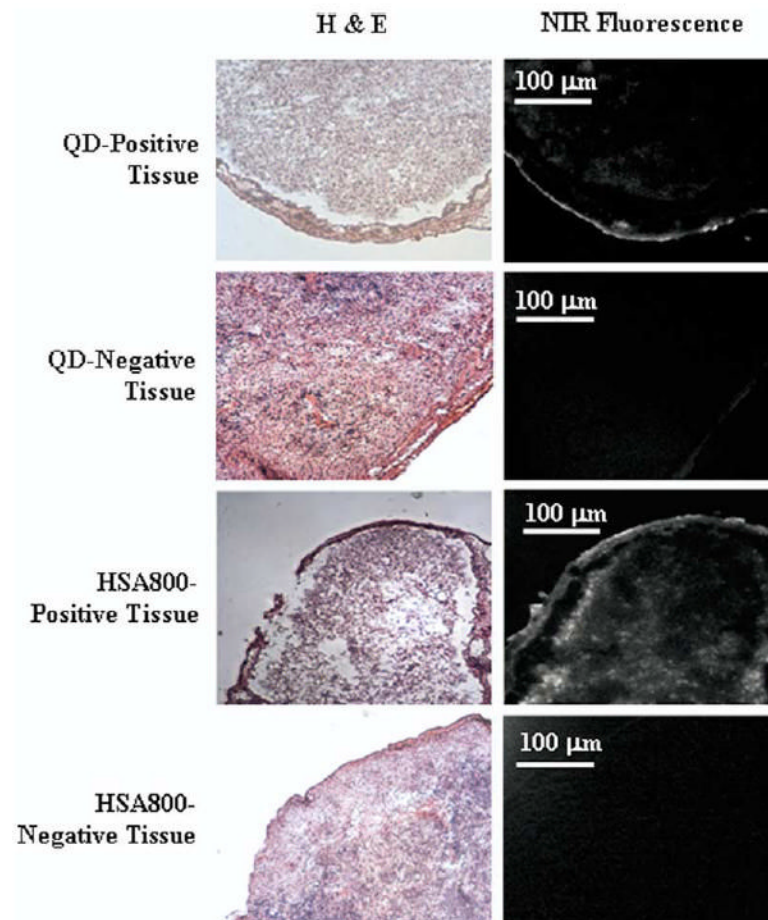 H & E
NIR Fluorescence
QD-Positive
Tissue
100 μm
QD-Negative
Tissue
100 μm
HSA800-
Positive Tissue
100 μm
HSA800-
Negative Tissue
100 μm